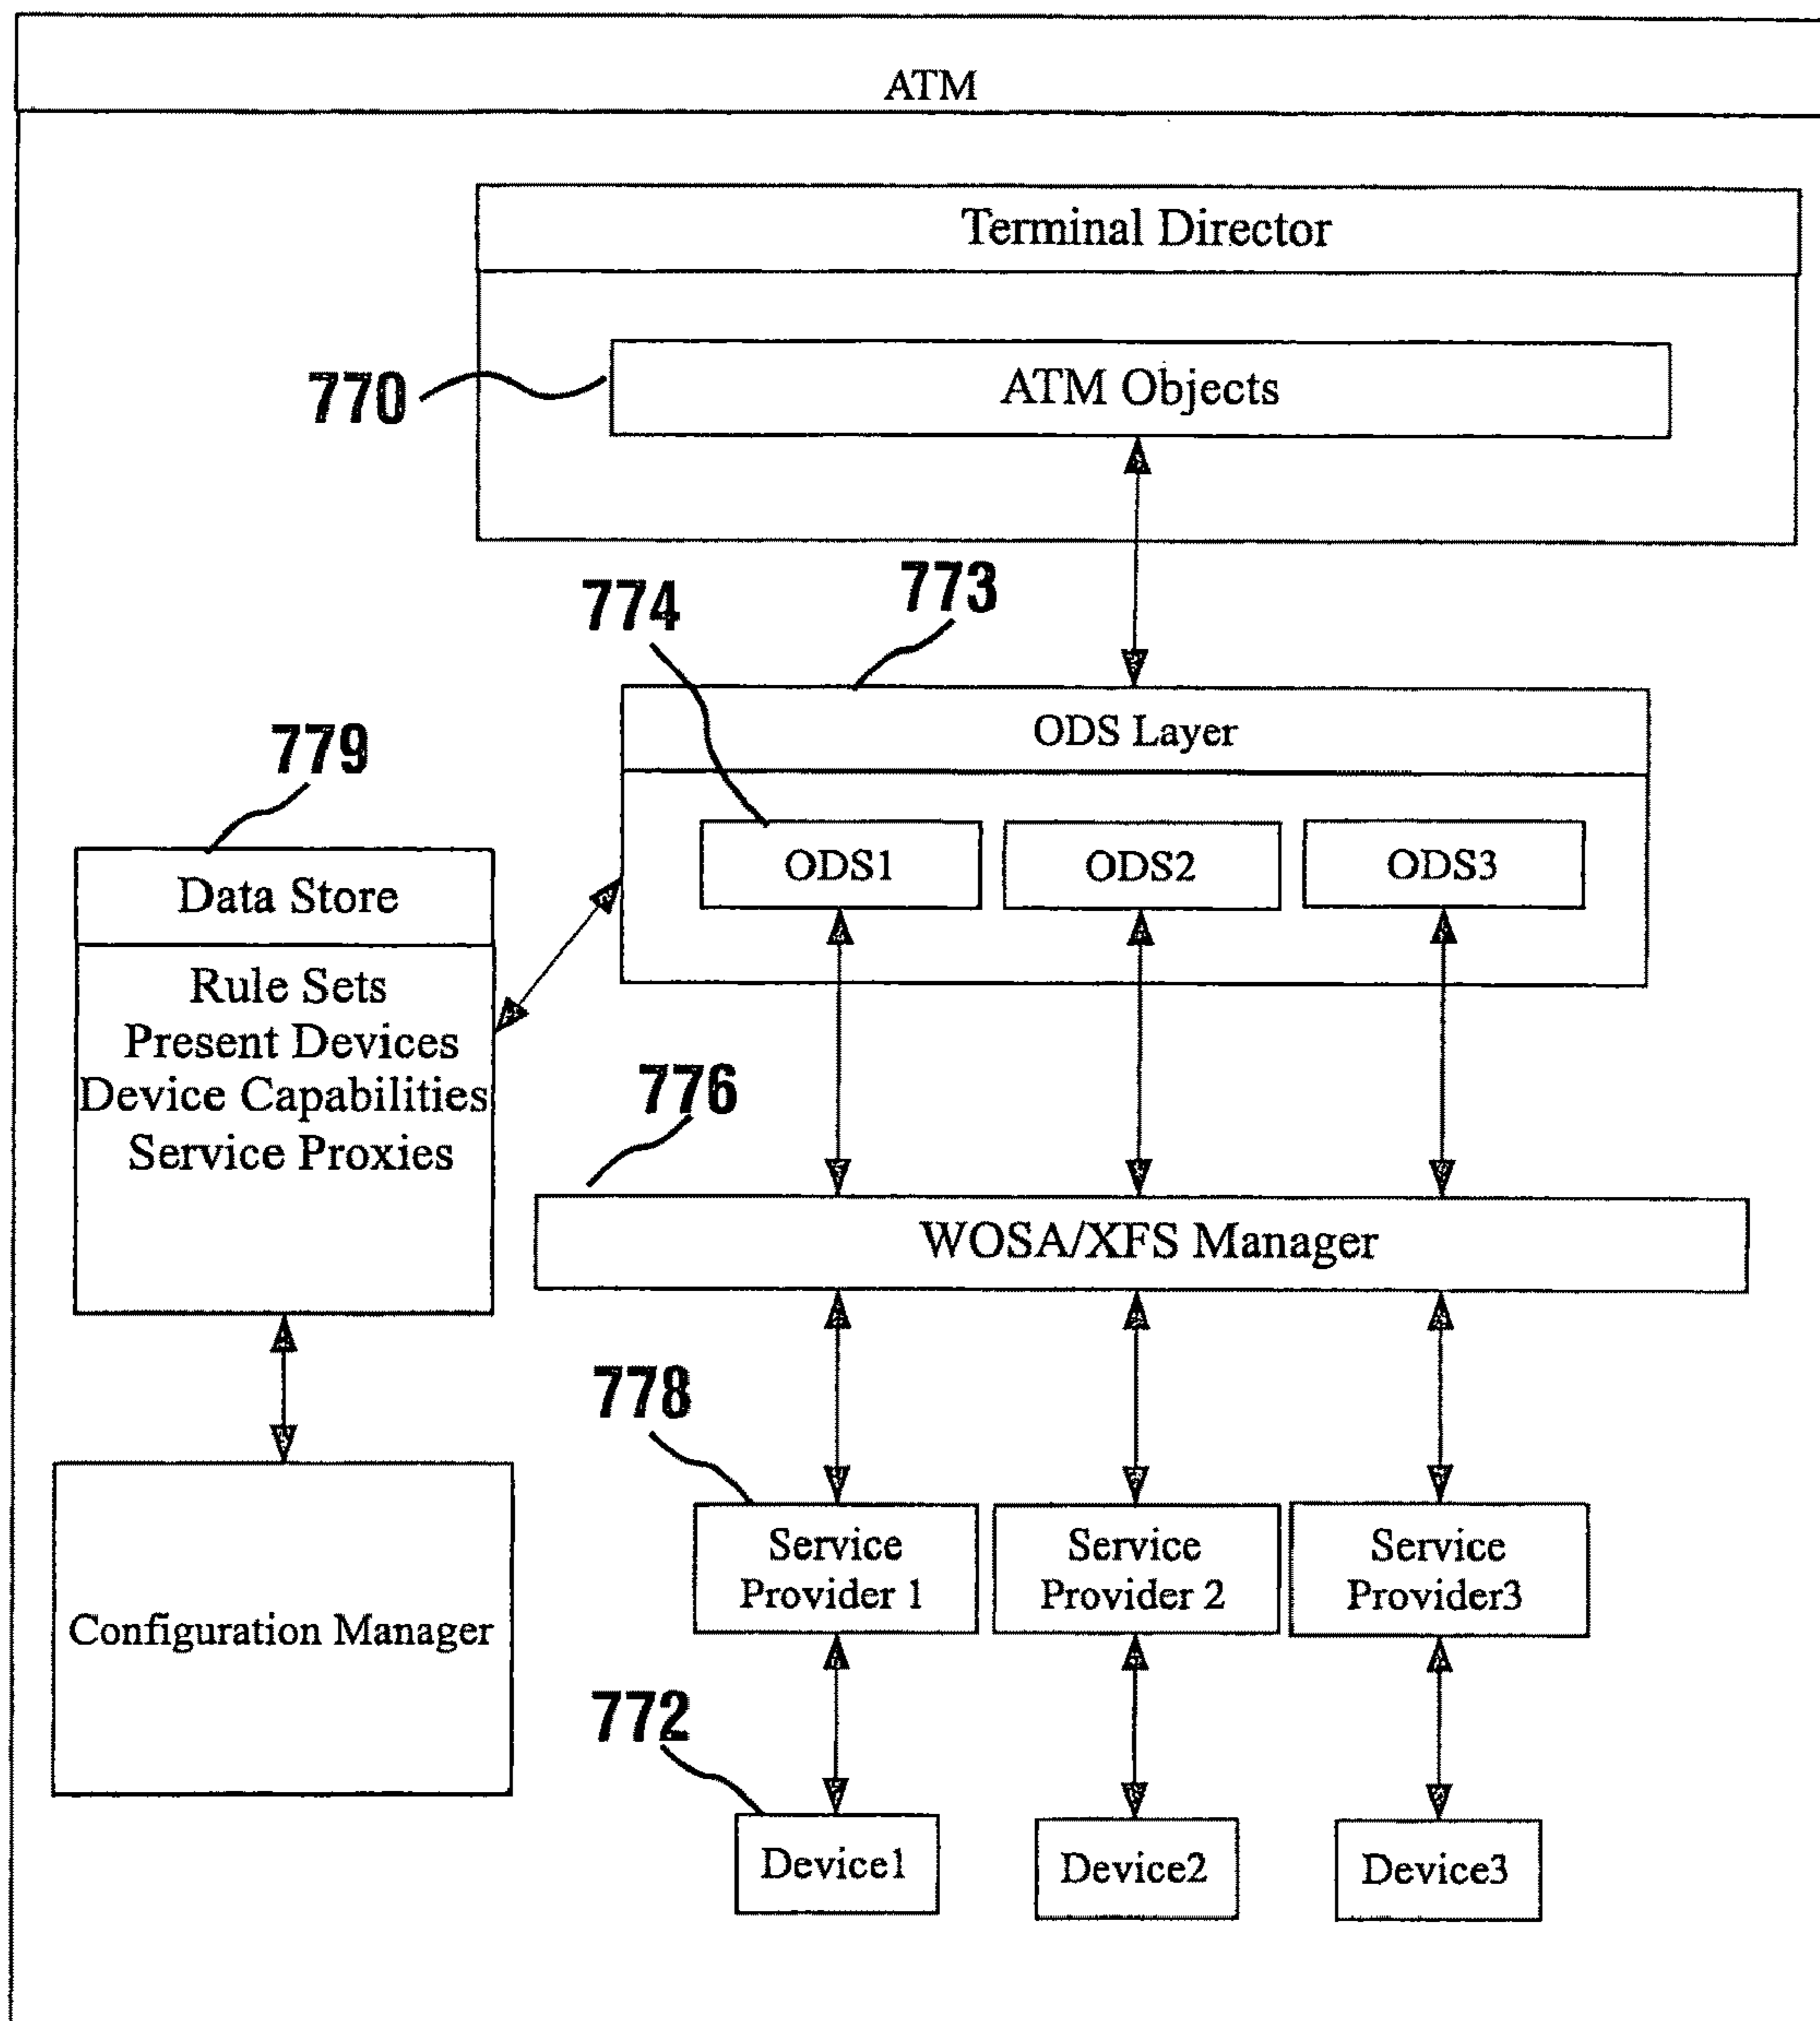 ATM
Terminal Director
770
ATM Objects
774
773
ODS Layer
779
ODS1
ODS2
ODS3
Data Store
Rule Sets
Present Devices
Device Capabilities
Service Proxies
776
WOSA/XFS Manager
778
Service
Provider 1
Service
Provider 2
Service
Provider3
Configuration Manager
772
Device1
Device2
Device3